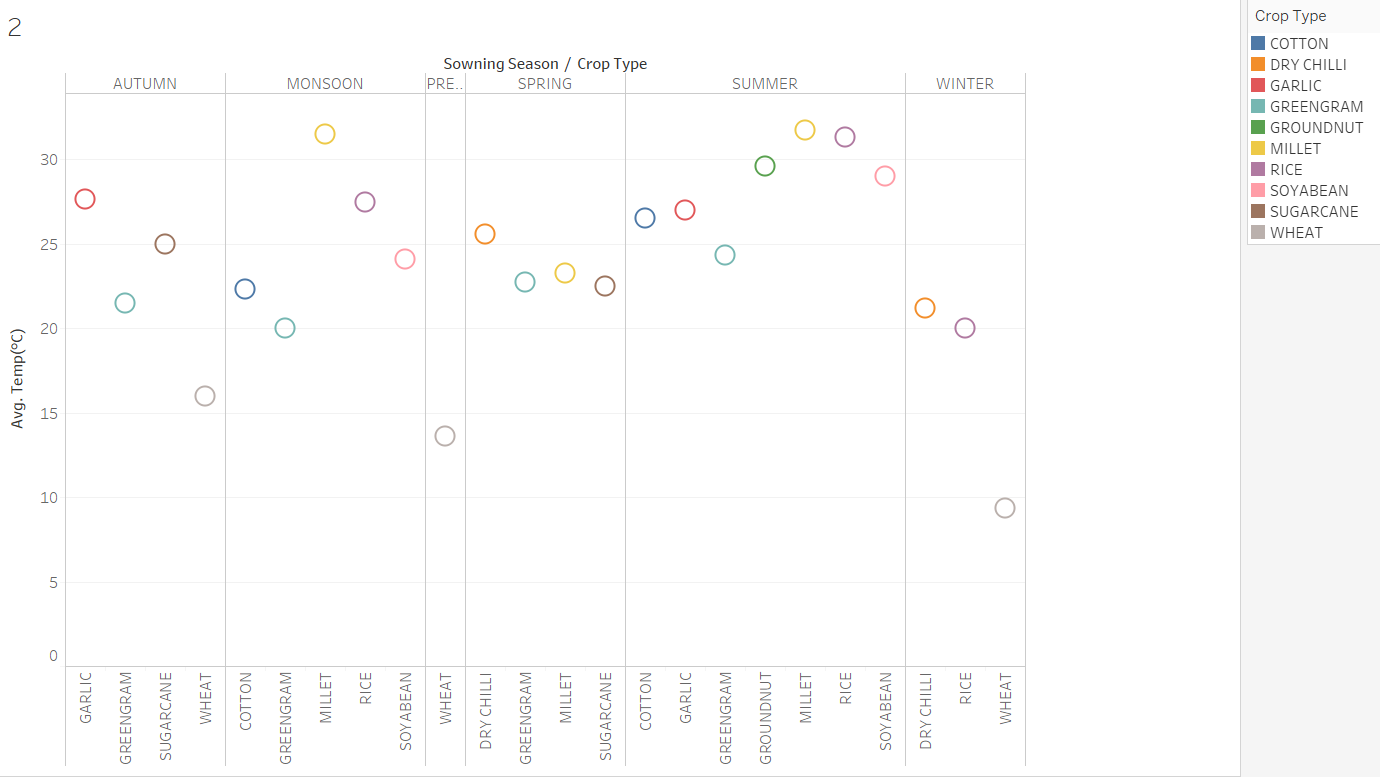 2
Sowning Season / Crop Type
AUTUMN MONSOON PRE.. SPRING SUMMER WINTER
Avg. Temp(°C)
30
25
20
15
10
5
0
GARLIC
GREENGRAM
SUGARCANE
WHEAT
COTTON
GREENGRAM
MILLET
RICE
SOYABEAN
WHEAT
DRY CHILLI
GREENGRAM
MILLET
SUGARCANE
COTTON
GARLIC
GREENGRAM
GROUNDNUT
MILLET
RICE
SOYABEAN
DRY CHILLI
RICE
WHEAT
Crop Type
COTTON
DRY CHILLI
GARLIC
GREENGRAM
GROUNDNUT
MILLET
RICE
SOYABEAN
SUGARCANE
WHEAT